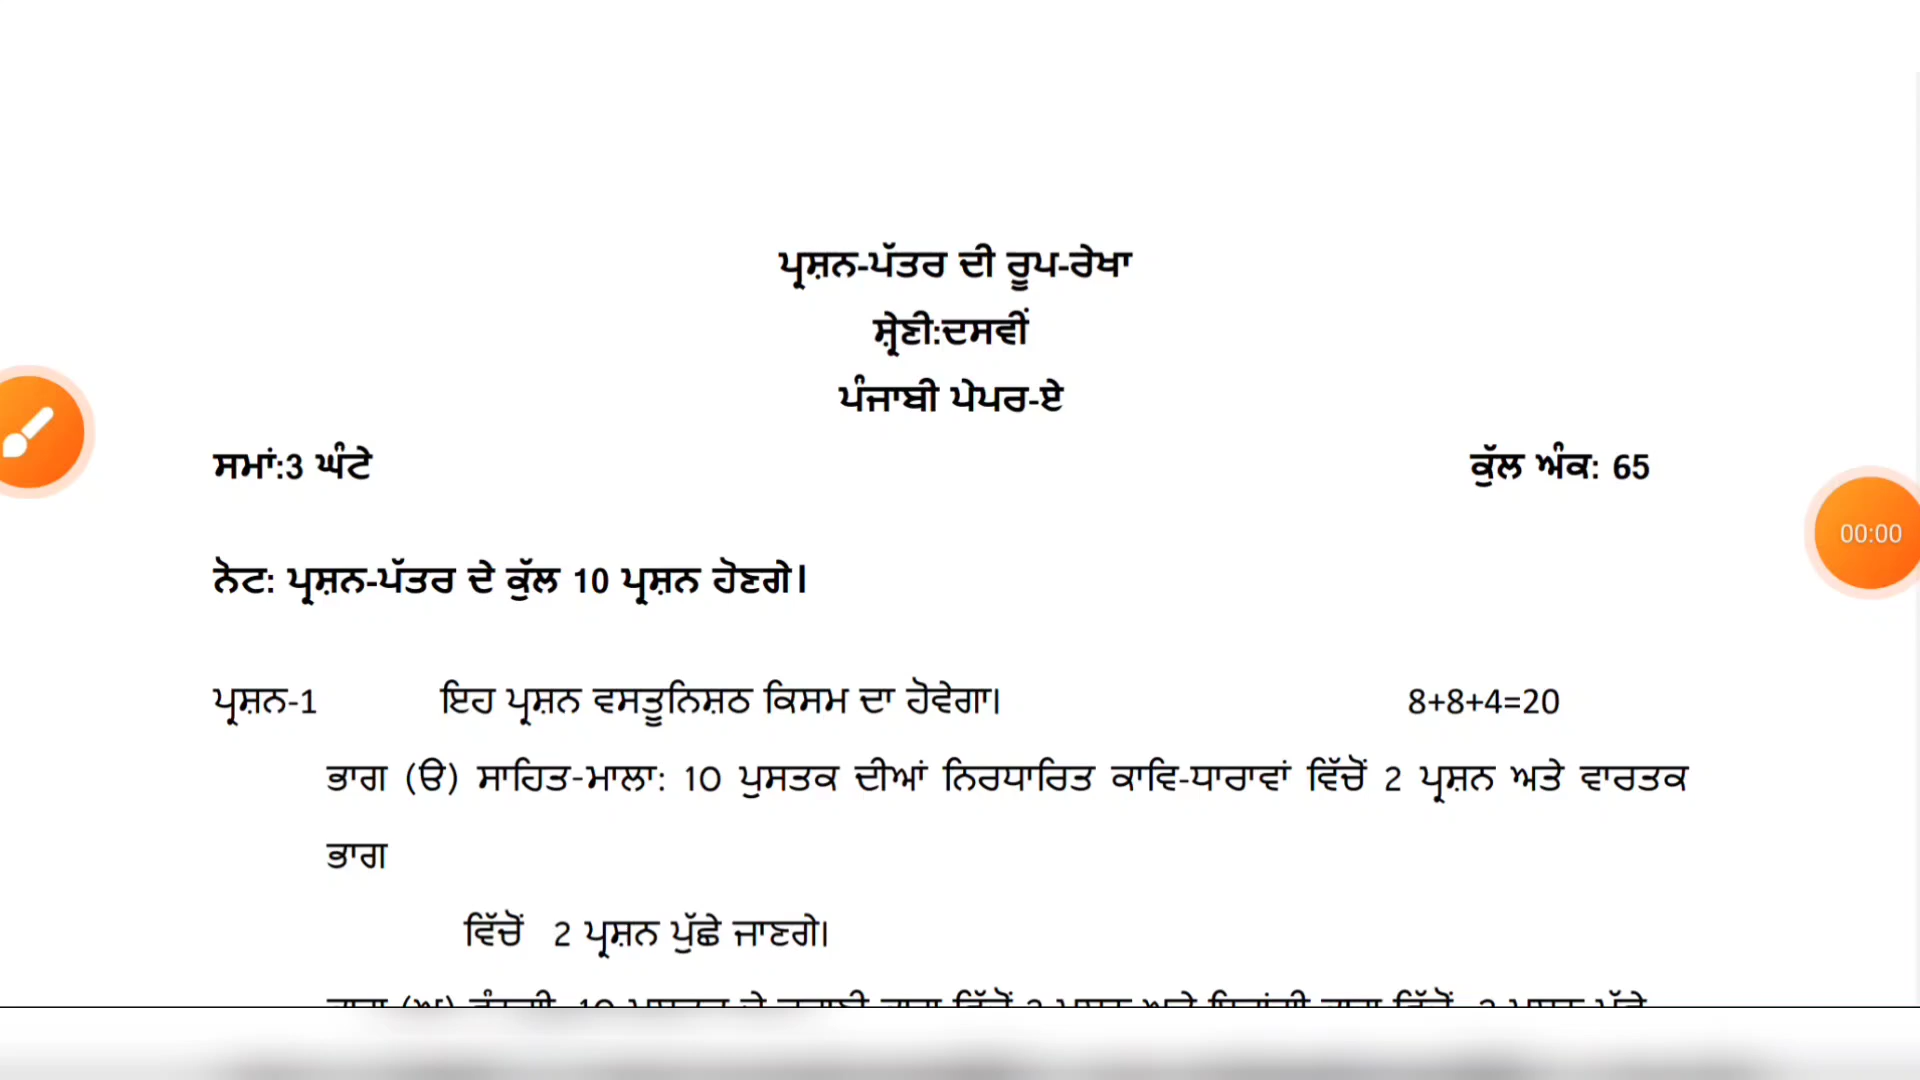 ਪ੍ਰਸ਼ਨ-ਪੱਤਰ ਦੀ ਰੂਪ-ਰੇਖਾ
ਸ਼੍ਰੇਣੀ:ਦਸਵੀਂ
ਪੰਜਾਬੀ ਪੇਪਰ-ਏ
ਸਮਾਂ:3 ਘੰਟੇ ਕੁੱਲ ਅੰਕ: 65
00:00
ਨੋਟ: ਪ੍ਰਸ਼ਨ-ਪੱਤਰ ਦੇ ਕੁੱਲ 10 ਪ੍ਰਸ਼ਨ ਹੋਣਗੇ।
ਪ੍ਰਸ਼ਨ-1 ਇਹ ਪ੍ਰਸ਼ਨ ਵਸਤੂਨਿਸ਼ਠ ਕਿਸਮ ਦਾ ਹੋਵੇਗਾ। 8+8+4=20
ਭਾਗ (ੳ) ਸਾਹਿਤ-ਮਾਲਾ: 10 ਪੁਸਤਕ ਦੀਆਂ ਨਿਰਧਾਰਿਤ ਕਾਵਿ-ਧਾਰਾਵਾਂ ਵਿੱਚੋਂ 2 ਪ੍ਰਸ਼ਨ ਅਤੇ ਵਾਰਤਕ
ਭਾਗ
ਵਿੱਚੋਂ 2 ਪ੍ਰਸ਼ਨ ਪੁੱਛੇ ਜਾਣਗੇ।